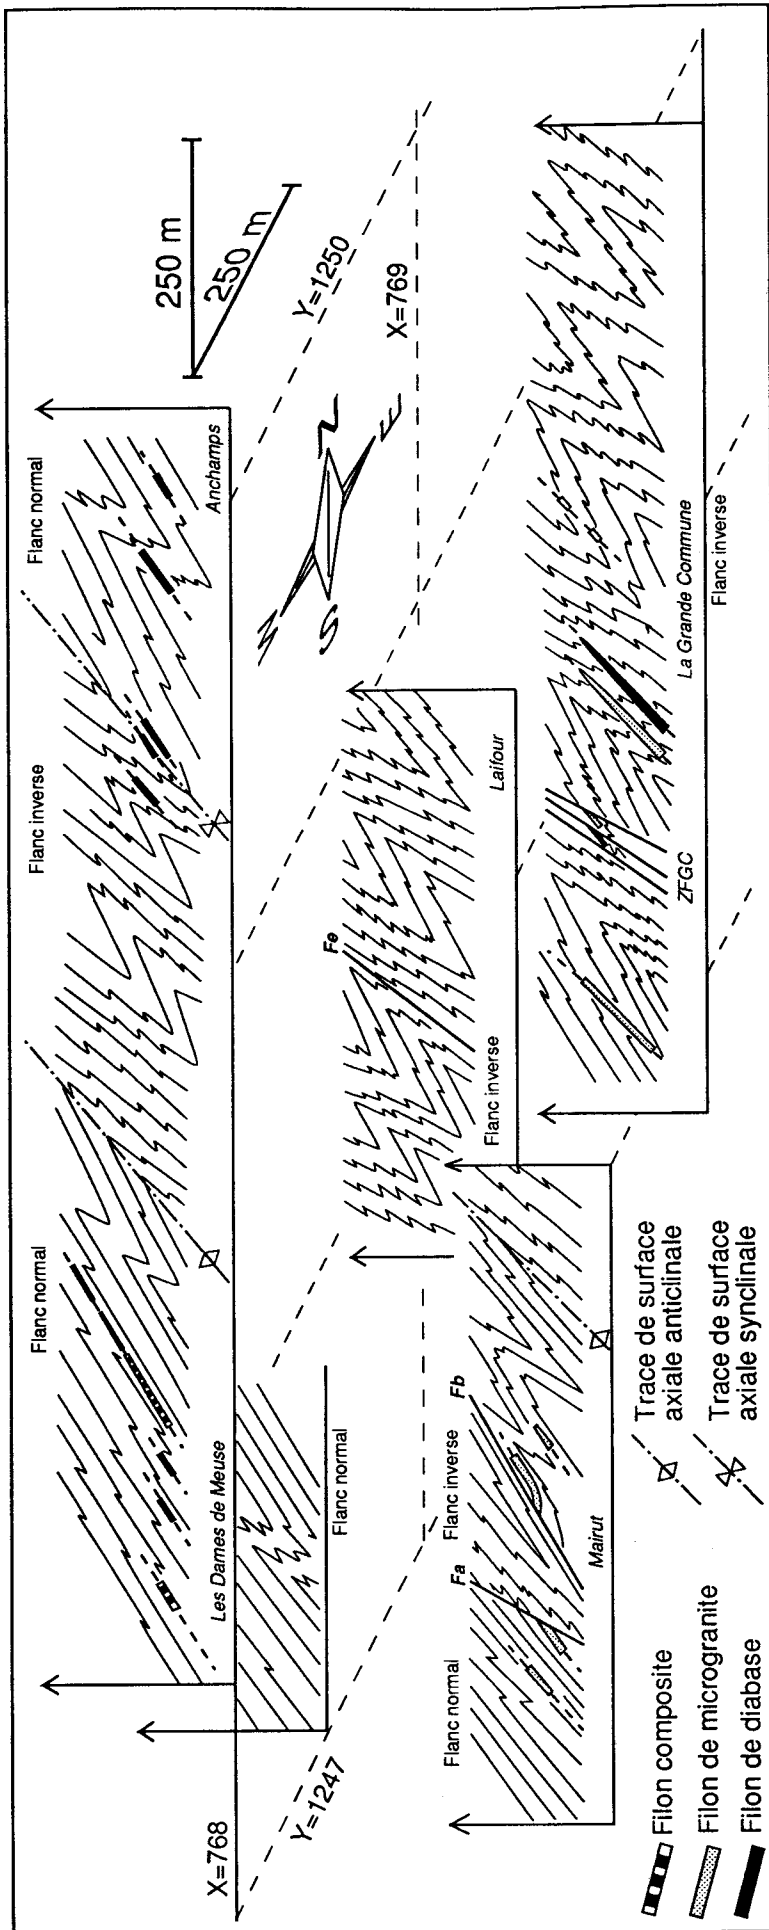 Flanc normal
Flanc inverse
Flanc normal
Les Dames de Meuse
Anchamps
250 m
250 m
Y=1250
X=769
W
N
S
E
X=768
Y=1247
Flanc normal
Fe
Laifour
Flanc inverse
Flanc normal
Fa
Flanc inverse
Fb
Mairut
ZFGC
La Grande Commune
Flanc inverse
Filon composite
Filon de microgranite
Filon de diabase
Trace de surface
axiale anticlinale
Trace de surface
axiale synclinale